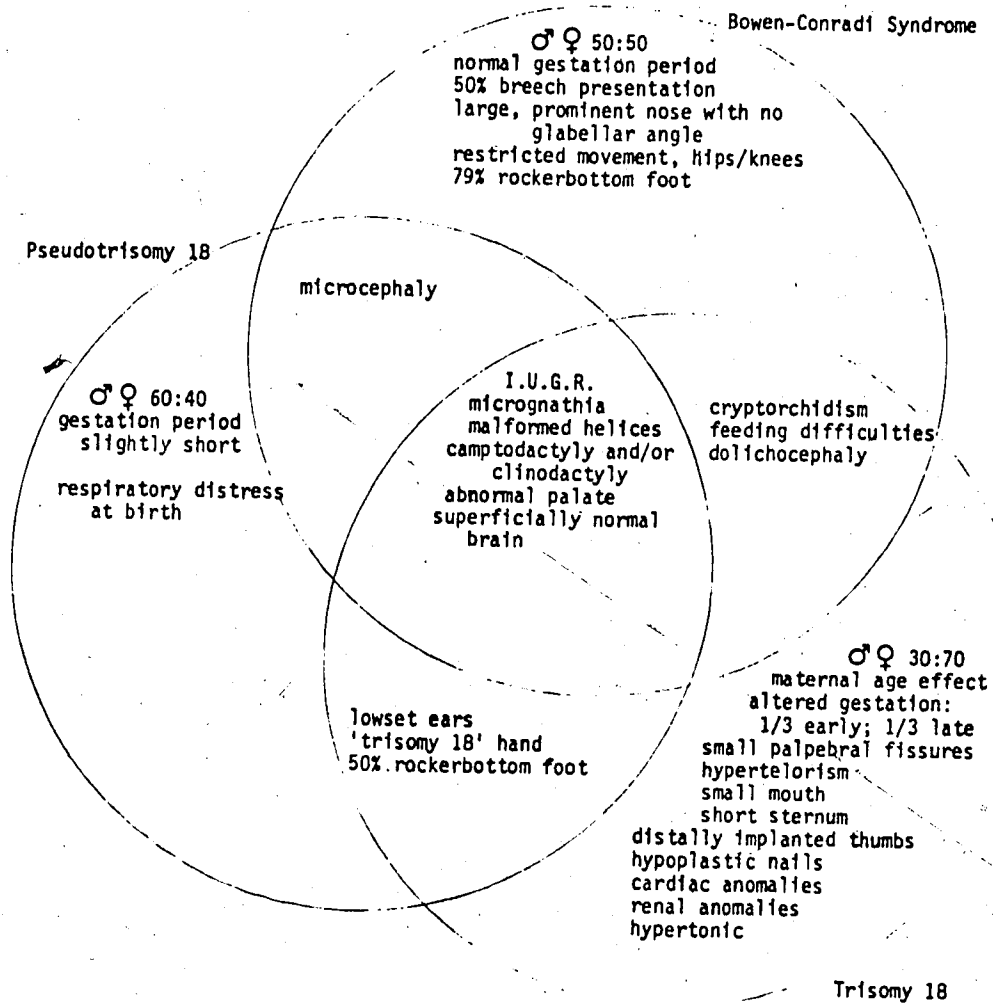 Bowen-Conradi Syndrome
♂ ♀ 50:50
normal gestation period
50% breech presentation
large, prominent nose with no
glabellar angle
restricted movement, hips/knees
79% rockerbottom foot
Pseudotrisomy 18
microcephaly
♂ ♀ 60:40
gestation period
slightly short
respiratory distress
at birth
I.U.G.R.
micrognathia
malformed helices
camptodactyly and/or
clinodactyly
abnormal palate
superficially normal
brain
cryptorchidism
feeding difficulties
dolichocephaly
lowset ears
'trisomy 18' hand
50% rockerbottom foot
♂ ♀ 30:70
maternal age effect
altered gestation:
1/3 early; 1/3 late
small palpebral fissures
hypertelorism
small mouth
short sternum
distally implanted thumbs
hypoplastic nails
cardiac anomalies
renal anomalies
hypertonic
Trisomy 18